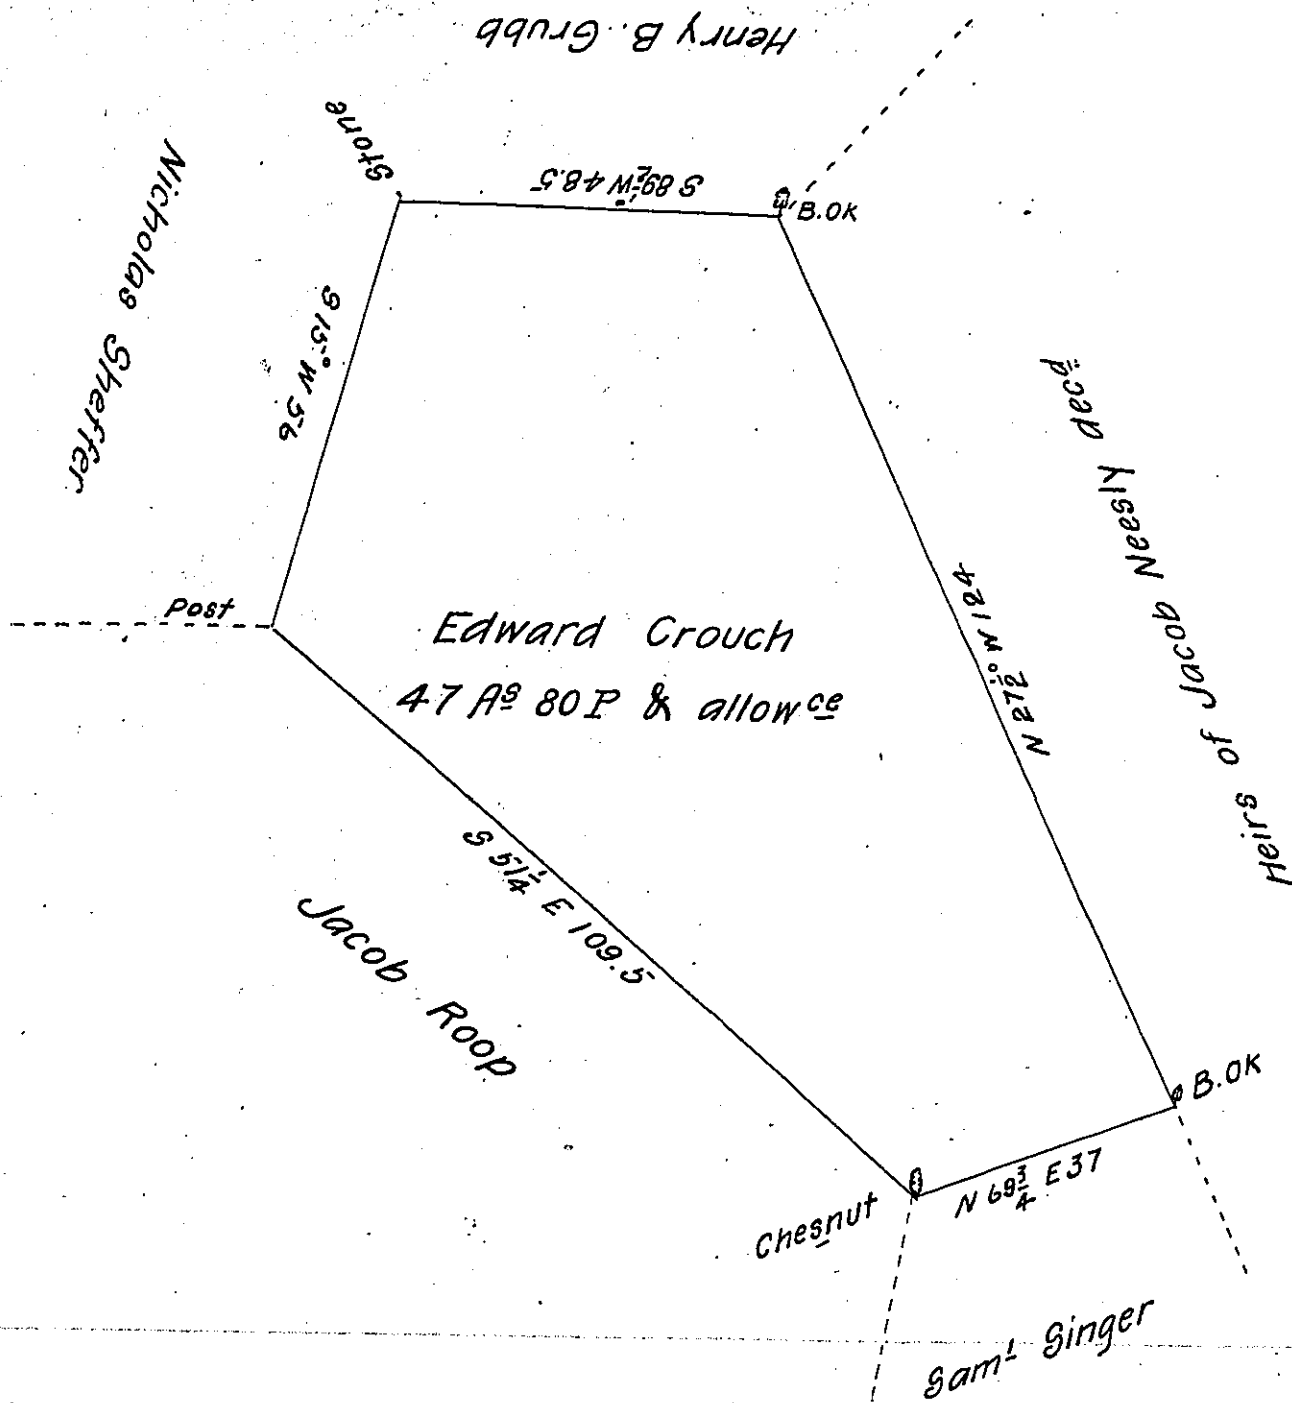 Henry B. Grubb
Stone
S 89½ W 48.5
B.OK
Nicholas Sheffer
S 15° W 56
Heirs of Jacob Neesly decd
N 27½° W 124
Post
Edward Crouch
47 As 80 P & allowce
S 51¼ E 109.5
Jacob Roop
B.OK
N 69¾ E 37
Chesnut
Saml Singer